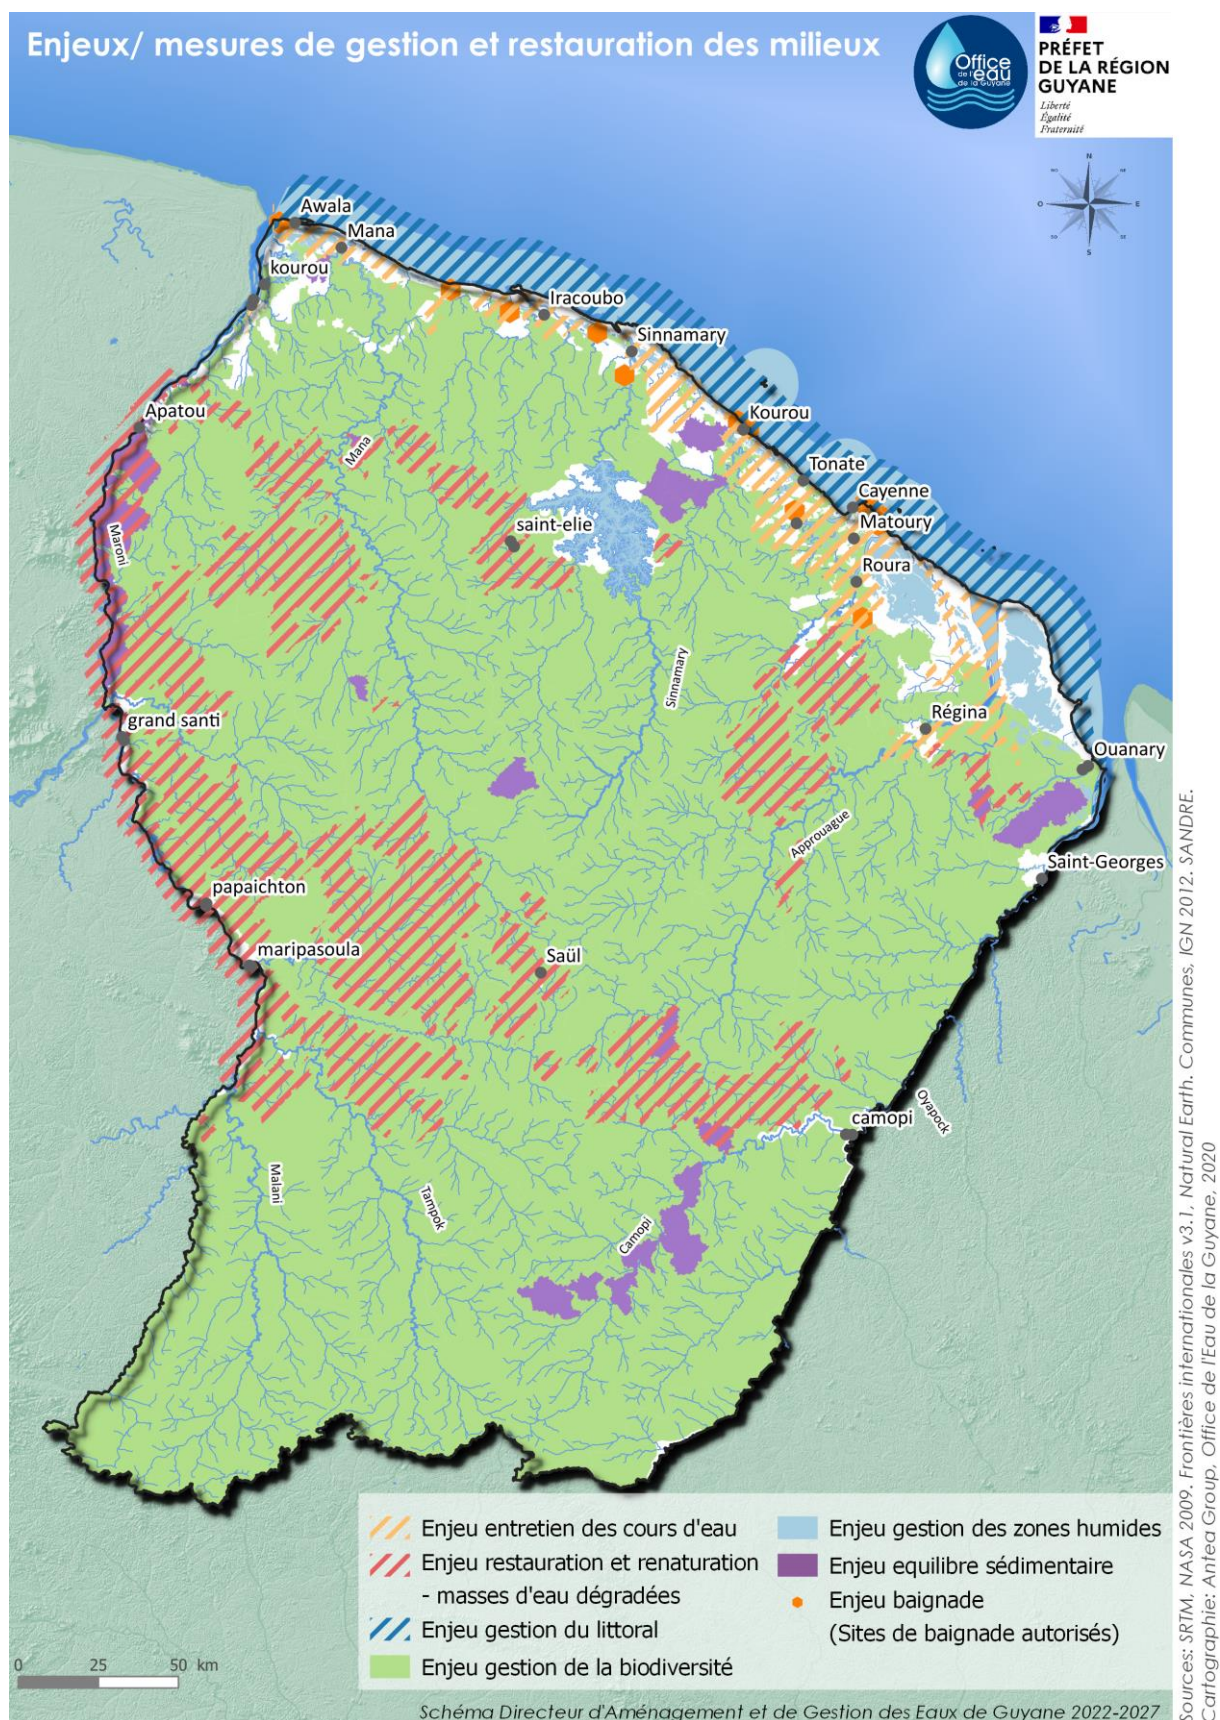 Enjeux/ mesures de gestion et restauration des milieux
Office
de l'eau
de la Guyane
PRÉFET
DE LA RÉGION
GUYANE
Liberté
Égalité
Fraternité
N
NO
NE
O
E
SO
SE
S
Awala
Mana
kourou
Iracoubo
Sinnamary
Apatou
Kourou
Mana
Tonate
Cayenne
saint-elie
Matoury
Maroni
Roura
Sinnamary
grand santi
Régina
Ouanary
Approuague
Saint-Georges
papaichton
maripasoula
Saül
Oyapock
camopi
Malani
Tampok
Camopi
Enjeu entretien des cours d'eau
Enjeu restauration et renaturation
- masses d'eau dégradées
Enjeu gestion du littoral
Enjeu gestion de la biodiversité
Enjeu gestion des zones humides
Enjeu equilibre sédimentaire
Enjeu baignade
(Sites de baignade autorisés)
0 25 50 km
Schéma Directeur d'Aménagement et de Gestion des Eaux de Guyane 2022-2027
Sources: SRTM. NASA 2009. Frontières internationales v3.1, Natural Earth. Communes, IGN 2012. SANDRE.
Cartographie: Antea Group, Office de l'Eau de la Guyane, 2020